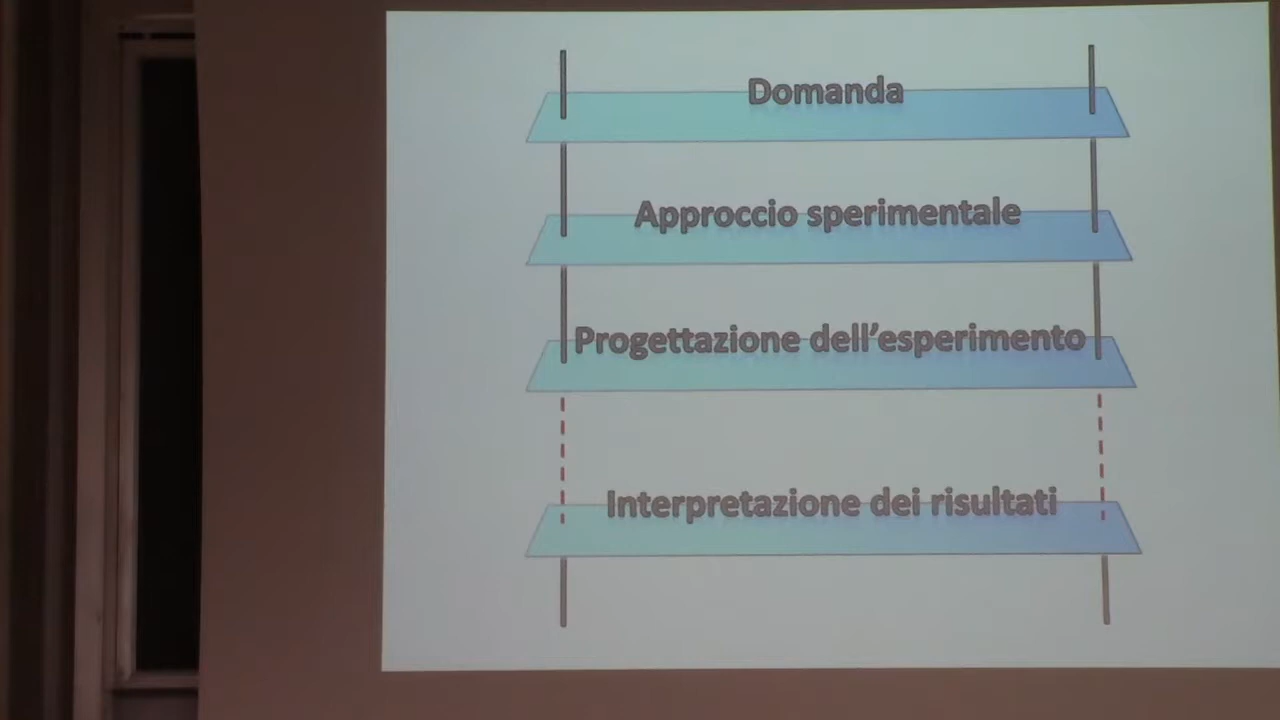 Domanda
Approccio sperimentale
Progettazione dell'esperimento
Interpretazione dei risultati